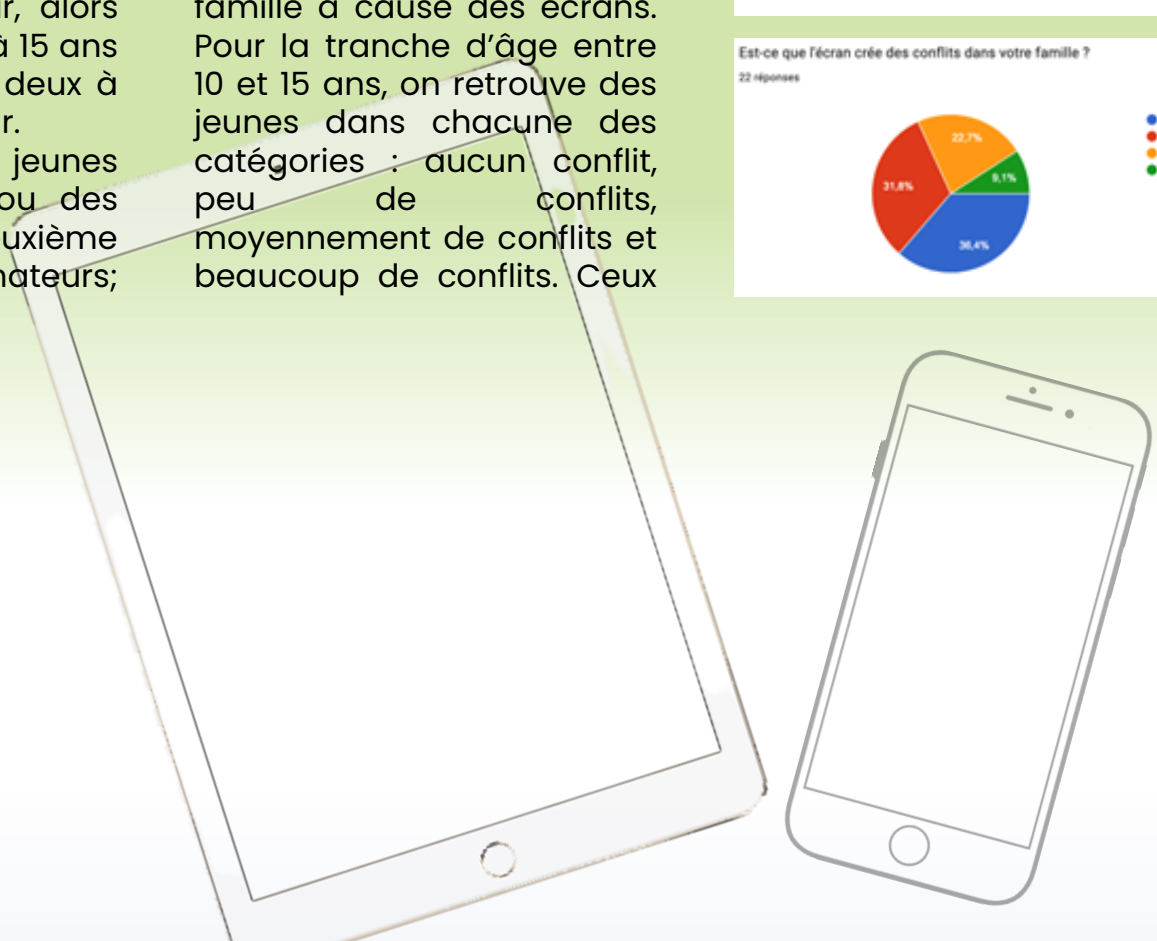 r, alors
à 15 ans
deux à
r.
jeunes
ou des
uxième
nateurs;
famille à cause des écrans.
Pour la tranche d'âge entre
10 et 15 ans, on retrouve des
jeunes dans chacune des
catégories : aucun conflit,
peu de conflits,
moyennement de conflits et
beaucoup de conflits. Ceux
Est-ce que l'écran crée des conflits dans votre famille ?
22 réponses
22,7%
9,1%
31,8%
36,4%